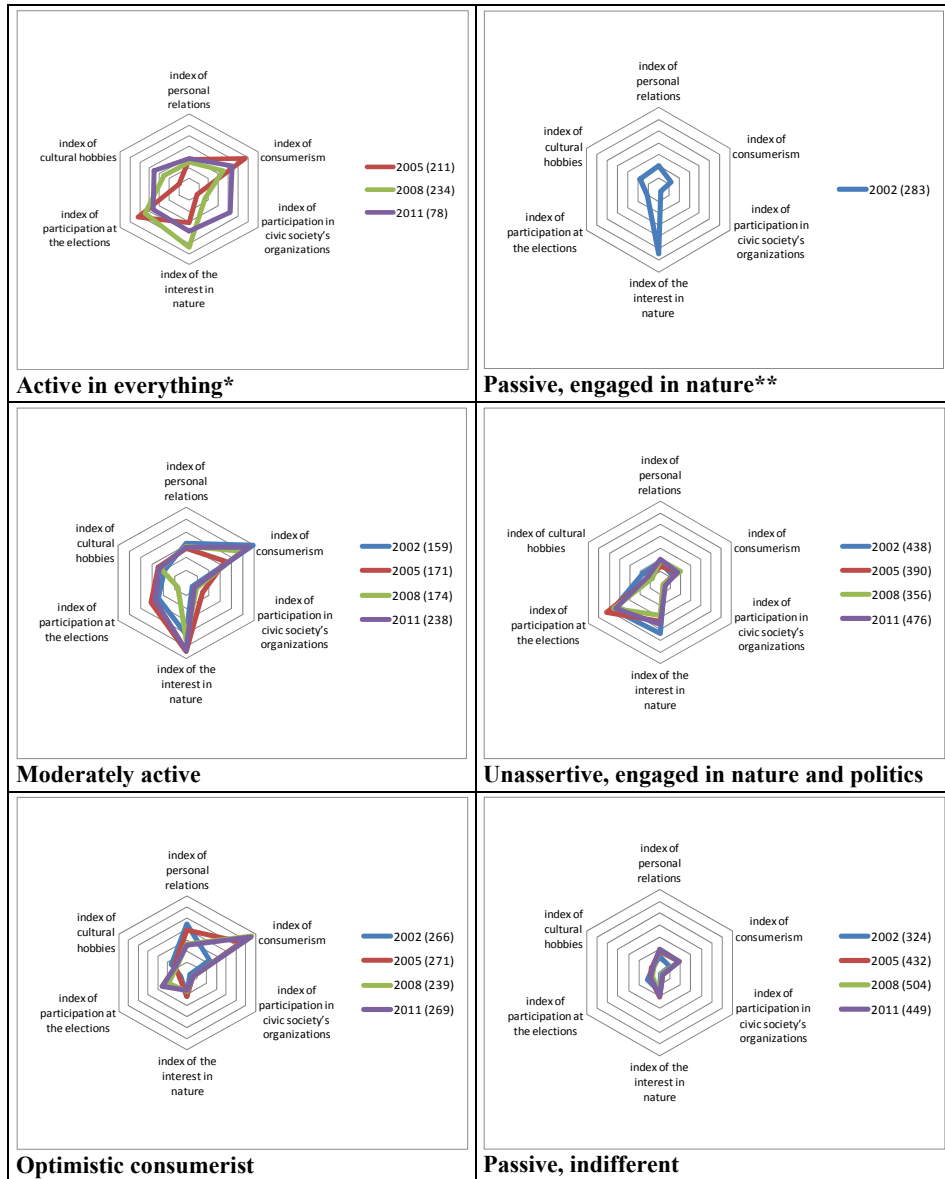 index of
personal
relations
index of
cultural hobbies
index of
consumerism
2005 (211)
2008 (234)
2011 (78)
index of
participation at
the elections
index of
participation in
civic society's
organizations
index of the
interest in
nature
Active in everything*
index of
personal
relations
index of
cultural
hobbies
index of
consumerism
2002 (283)
index of
participation at
the elections
index of
participation in
civic society's
organizations
index of the
interest in
nature
Passive, engaged in nature**
index of
personal
relations
index of
cultural
hobbies
index of
consumerism
2002 (159)
2005 (171)
2008 (174)
2011 (238)
index of
participation at
the elections
index of
participation in
civic society's
organizations
index of the
interest in
nature
Moderately active
index of
personal
relations
index of cultural
hobbies
index of
consumerism
2002 (438)
2005 (390)
2008 (356)
2011 (476)
index of
participation at
the elections
index of
participation in
civic society's
organizations
index of the
interest in
nature
Unassertive, engaged in nature and politics
index of
personal
relations
index of
cultural
hobbies
index of
consumerism
2002 (266)
2005 (271)
2008 (239)
2011 (269)
index of
participation at
the elections
index of
participation in
civic society's
organizations
index of the
interest in
nature
Optimistic consumerist
index of
personal
relations
index of
cultural
hobbies
index of
consumerism
2002 (324)
2005 (432)
2008 (504)
2011 (449)
index of
participation at
the elections
index of
participation in
civic society's
organizations
index of the
interest in
nature
Passive, indifferent